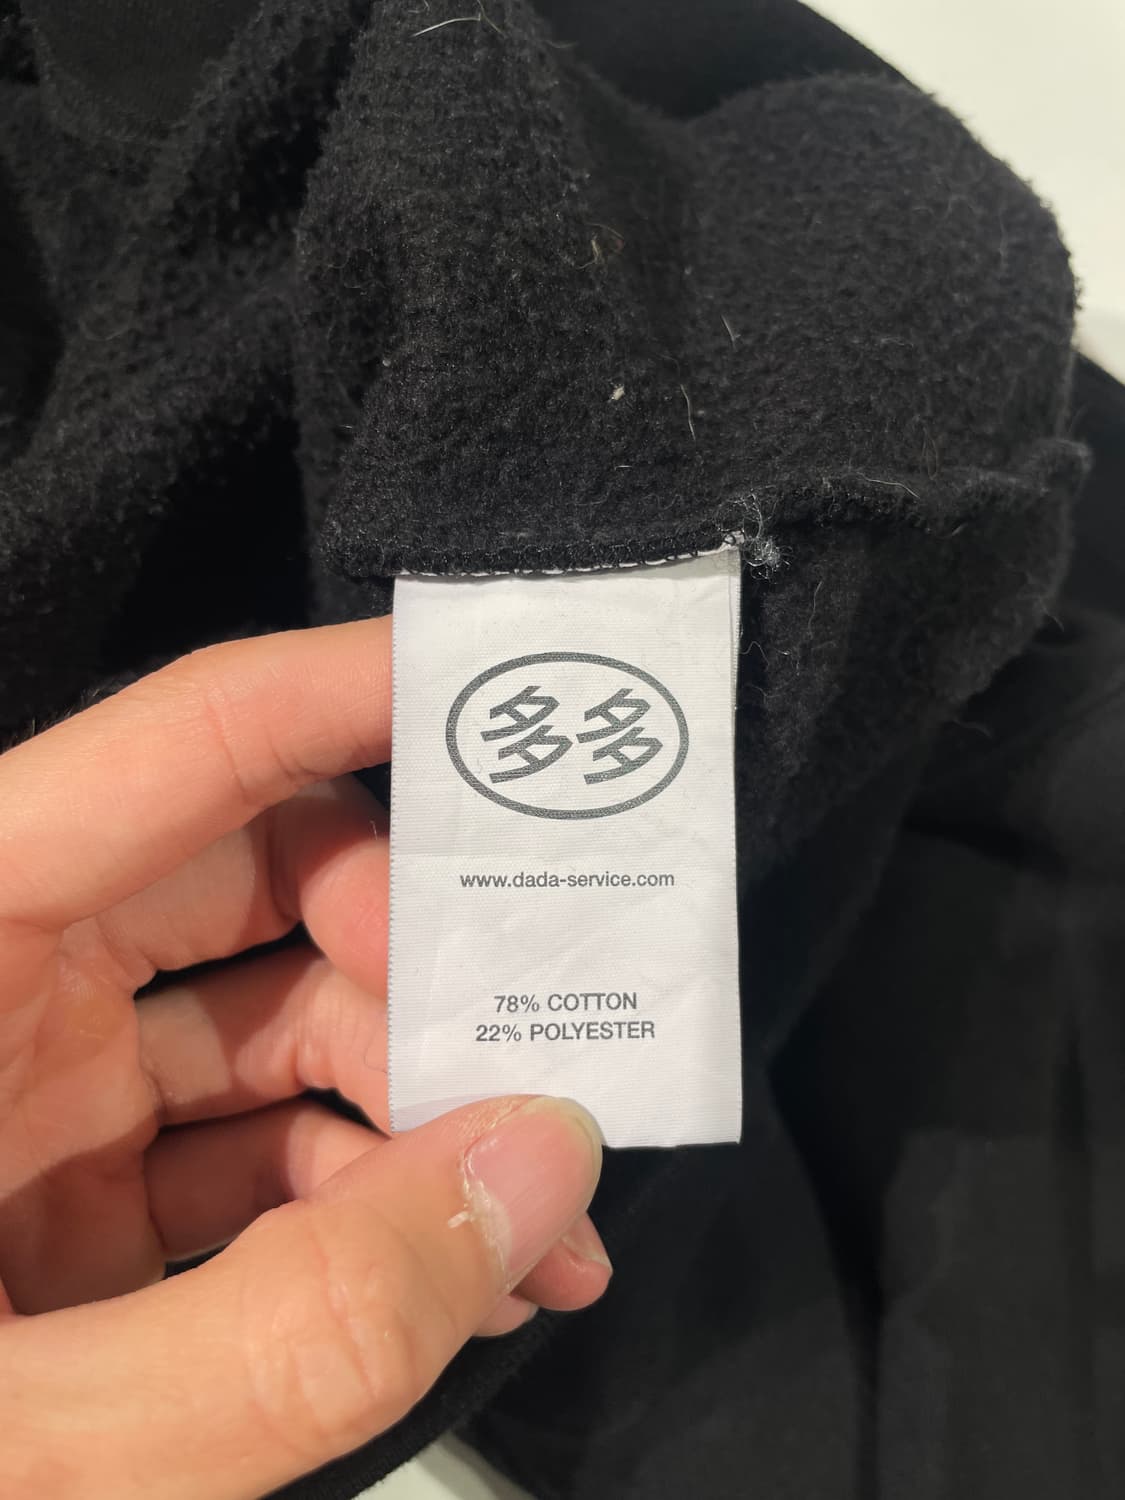 多多
www.dada-service.com
78% COTTON
22% POLYESTER